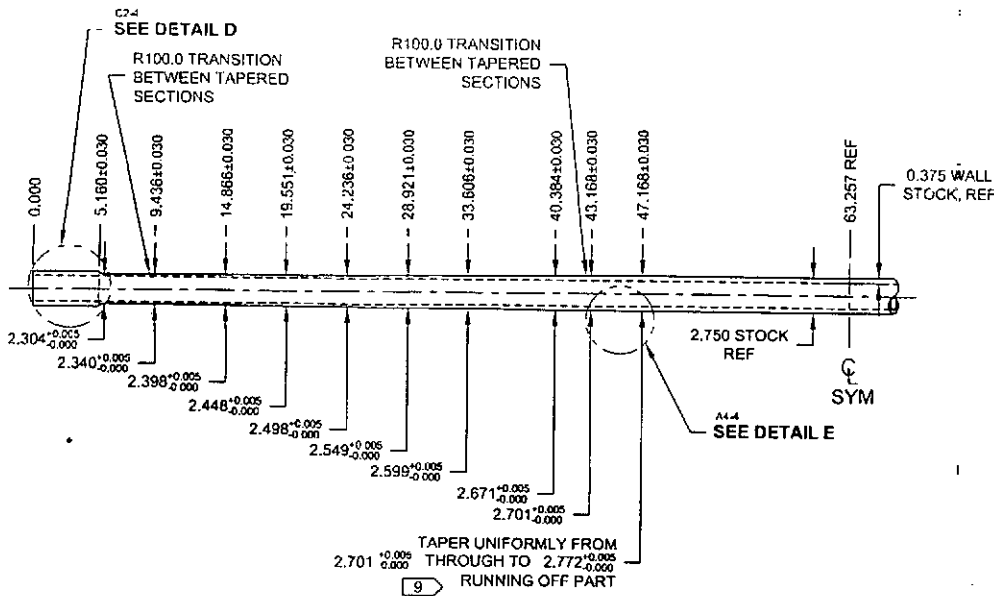 C2-4
SEE DETAIL D
R100.0 TRANSITION
BETWEEN TAPERED
SECTIONS
R100.0 TRANSITION
BETWEEN TAPERED
SECTIONS
0.000
5.160±0.030
9.436±0.030
14.866±0.030
19.551±0.030
24.236±0.030
28.921±0.030
33.606±0.030
40.384±0.030
43.168±0.030
47.168±0.030
63.257 REF
0.375 WALL
STOCK, REF
2.304 +0.005 -0.000
2.340 +0.005 -0.000
2.398 +0.005 -0.000
2.448 +0.005 -0.000
2.498 +0.005 -0.000
2.549 +0.005 -0.000
2.599 +0.005 -0.000
2.671 +0.005 -0.000
2.701 +0.005 -0.000
2.750 STOCK
REF
SYM
A4-4
SEE DETAIL E
TAPER UNIFORMLY FROM
2.701 +0.005 0.000 THROUGH TO 2.772 +0.005 -0.000
9 RUNNING OFF PART